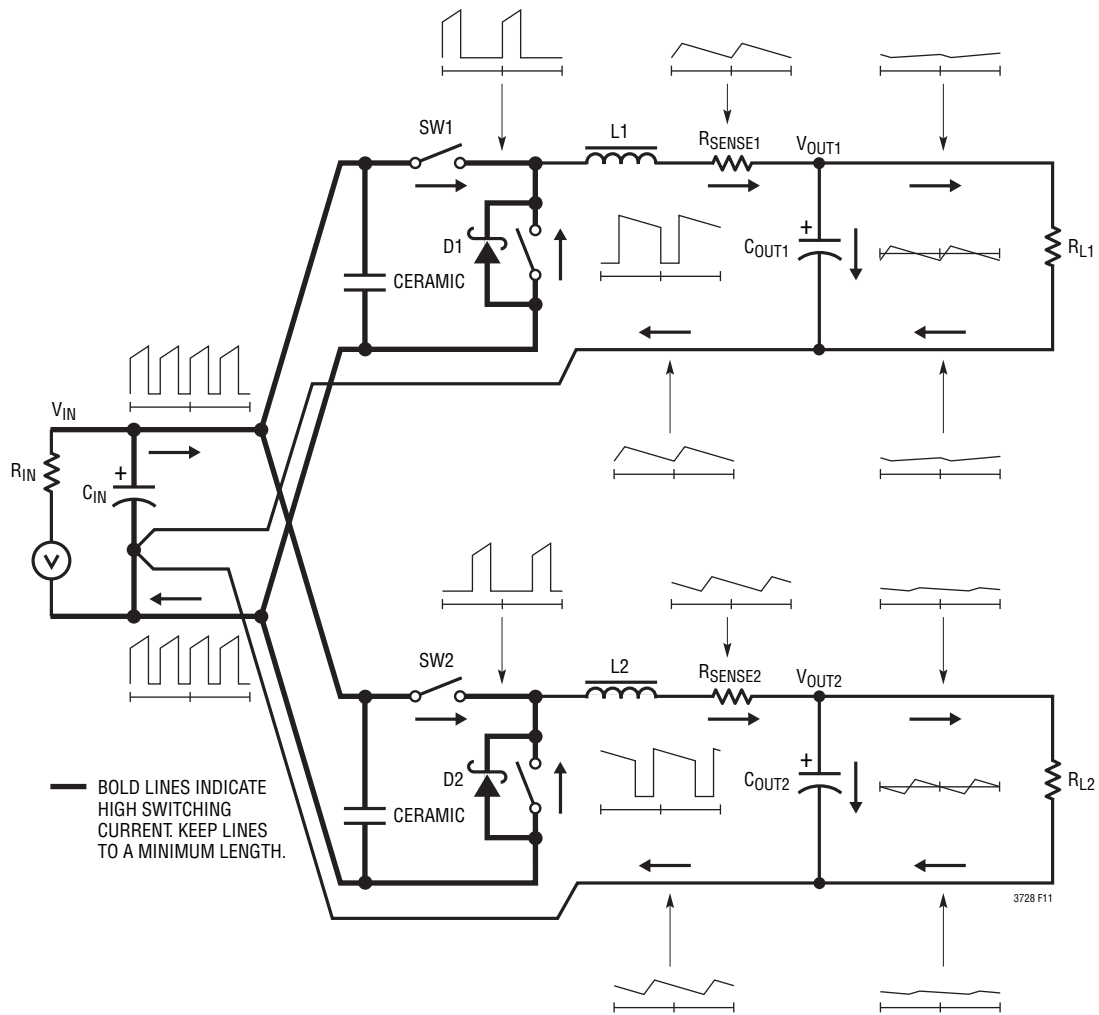 SW1
L1
RSENSE1
VOUT1
D1
CERAMIC
COUT1
+
RL1
VIN
RIN
+
CIN
V
SW2
L2
RSENSE2
VOUT2
D2
CERAMIC
COUT2
+
RL2
BOLD LINES INDICATE
HIGH SWITCHING
CURRENT. KEEP LINES
TO A MINIMUM LENGTH.
3728 F11